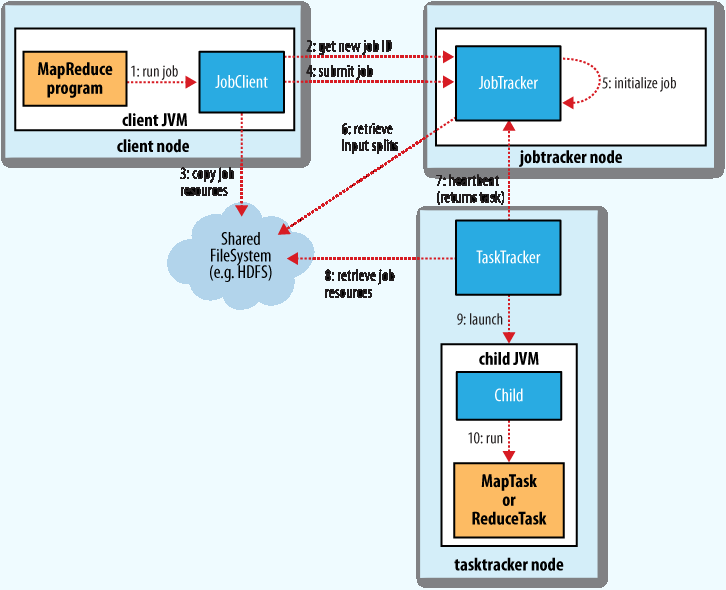 MapReduce
program
1: run job
JobClient
client JVM
client node
2: get new job ID
4: submit job
JobTracker
5: initialize job
jobtracker node
3: copy job
resources
6: retrieve
input splits
7: heartbeat
(returns task)
Shared
FileSystem
(e.g. HDFS)
8: retrieve job
resources
TaskTracker
9: launch
child JVM
Child
10: run
MapTask
or
ReduceTask
tasktracker node